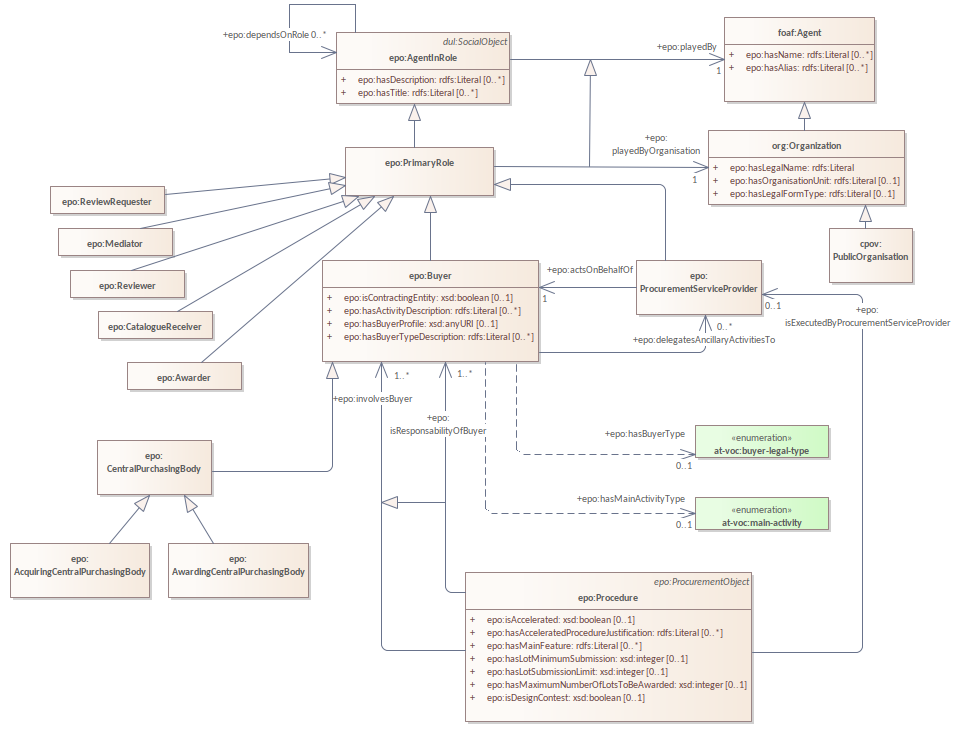 +epo:dependsOnRole 0..*
dul:SocialObject
epo:AgentInRole
+ epo:hasDescription: rdfs:Literal [0..*]
+ epo:hasTitle: rdfs:Literal [0..*]
+epo:playedBy
1
foaf:Agent
+ epo:hasName: rdfs:Literal [0..*]
+ epo:hasAlias: rdfs:Literal [0..*]
epo:PrimaryRole
+epo:
playedByOrganisation
1
org:Organization
+ epo:hasLegalName: rdfs:Literal
+ epo:hasOrganisationUnit: rdfs:Literal [0..1]
+ epo:hasLegalFormType: rdfs:Literal [0..1]
epo:ReviewRequester
epo:Mediator
epo:Reviewer
epo:CatalogueReceiver
epo:Awarder
cpov:
PublicOrganisation
epo:Buyer
+ epo:isContractingEntity: xsd:boolean [0..1]
+ epo:hasActivityDescription: rdfs:Literal [0..*]
+ epo:hasBuyerProfile: xsd:anyURI [0..1]
+ epo:hasBuyerTypeDescription: rdfs:Literal [0..*]
+epo:actsOnBehalfOf
1
epo:
ProcurementServiceProvider
0..1
+epo:
isExecutedByProcurementServiceProvider
0..*
+epo:delegatesAncillaryActivitiesTo
1..*
+epo:involvesBuyer
1..*
+epo:
isResponsabilityOfBuyer
+epo:hasBuyerType
0..1
«enumeration»
at-voc:buyer-legal-type
+epo:hasMainActivityType
0..1
«enumeration»
at-voc:main-activity
epo:
CentralPurchasingBody
epo:
AcquiringCentralPurchasingBody
epo:
AwardingCentralPurchasingBody
epo:ProcurementObject
epo:Procedure
+ epo:isAccelerated: xsd:boolean [0..1]
+ epo:hasAcceleratedProcedureJustification: rdfs:Literal [0..*]
+ epo:hasMainFeature: rdfs:Literal [0..*]
+ epo:hasLotMinimumSubmission: xsd:integer [0..1]
+ epo:hasLotSubmissionLimit: xsd:integer [0..1]
+ epo:hasMaximumNumberOfLotsToBeAwarded: xsd:integer [0..1]
+ epo:isDesignContest: xsd:boolean [0..1]